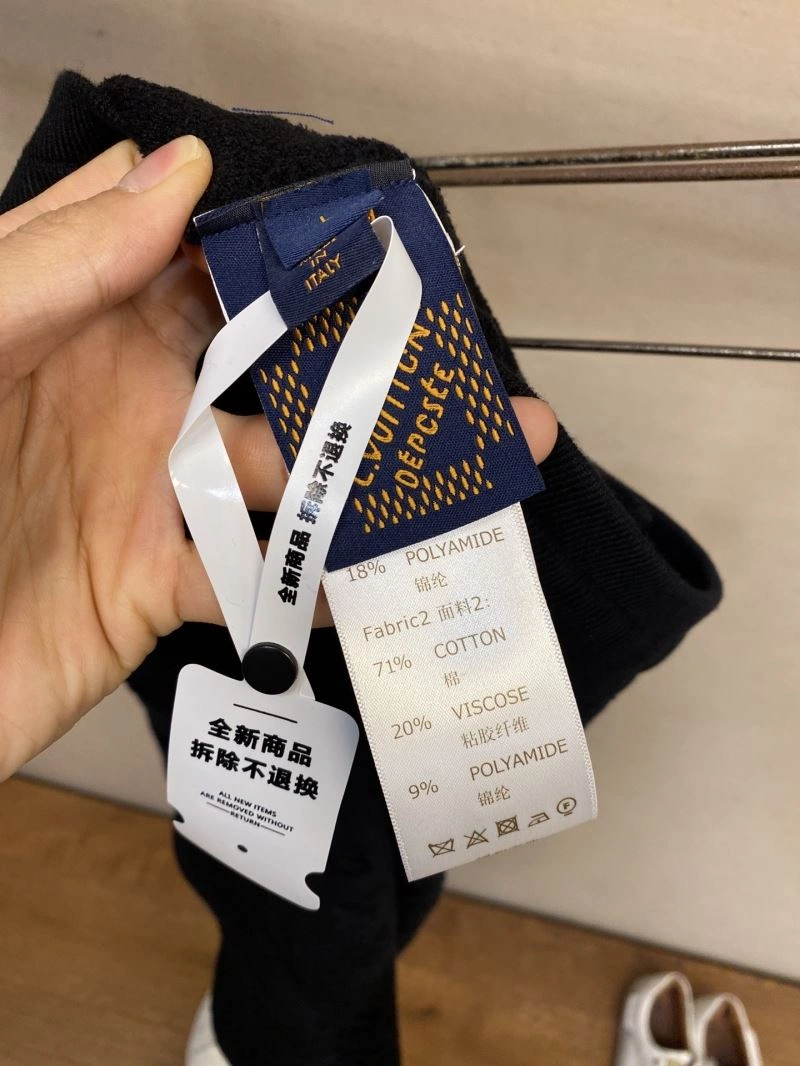 IN
ITALY
L.VUITTON
DÉPOSÉ
全新商品 拆除不退换
18% POLYAMIDE
锦纶
Fabric2 面料2:
71% COTTON
棉
20% VISCOSE
粘胶纤维
9% POLYAMIDE
锦纶
F
全新商品
拆除不退换
ALL NEW ITEMS
ARE REMOVED WITHOUT
RETURN